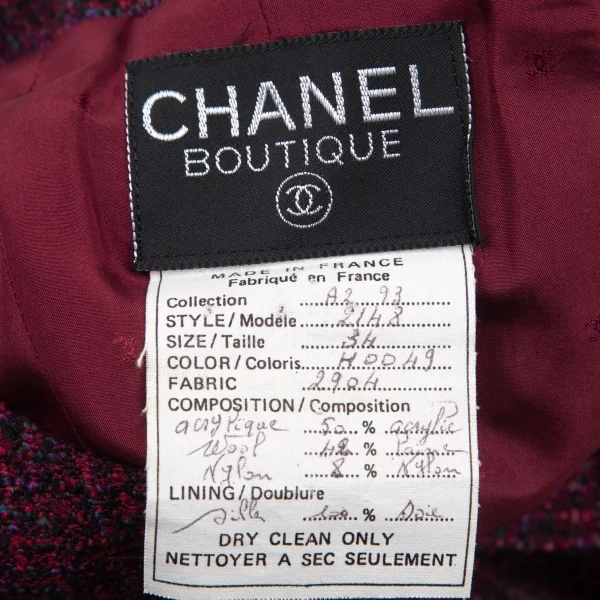 CHANEL
BOUTIQUE
MADE IN FRANCE
Fabriqué en France
Collection A2 93
STYLE/Modèle 2148
SIZE/Taille 34
COLOR/Coloris H0049
FABRIC 2904
COMPOSITION/Composition
acrylique 50 % acrylic
Wool 42 %
Nylon 8 % Nylon
LINING/Doublure
silk 100 % Soie
DRY CLEAN ONLY
NETTOYER A SEC SEULEMENT